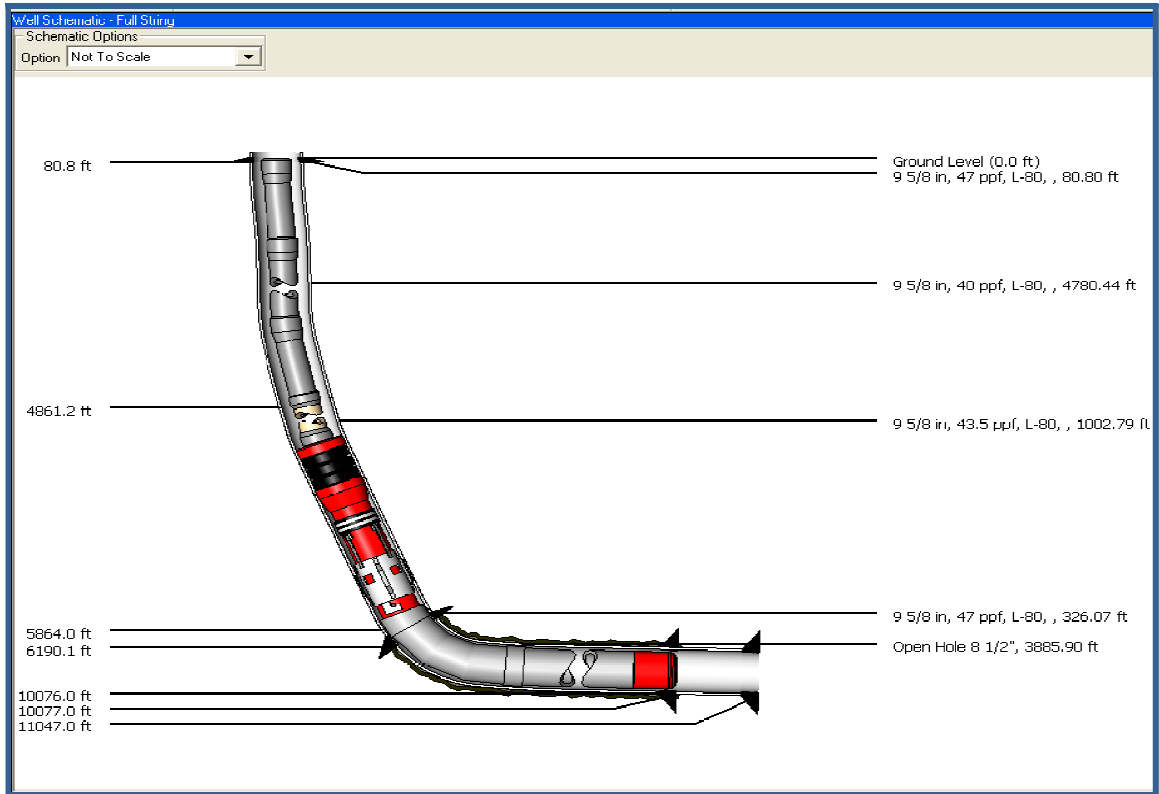 Well Schematic - Full String
Schematic Options
Option Not To Scale
80.8 ft
Ground Level (0.0 ft)
9 5/8 in, 47 ppf, L-80, , 80.80 ft
9 5/8 in, 40 ppf, L-80, , 4780.44 ft
4861.2 ft
9 5/8 in, 43.5 ppf, L-80, , 1002.79 ft
9 5/8 in, 47 ppf, L-80, , 326.07 ft
5864.0 ft
Open Hole 8 1/2", 3885.90 ft
6190.1 ft
10076.0 ft
10077.0 ft
11047.0 ft